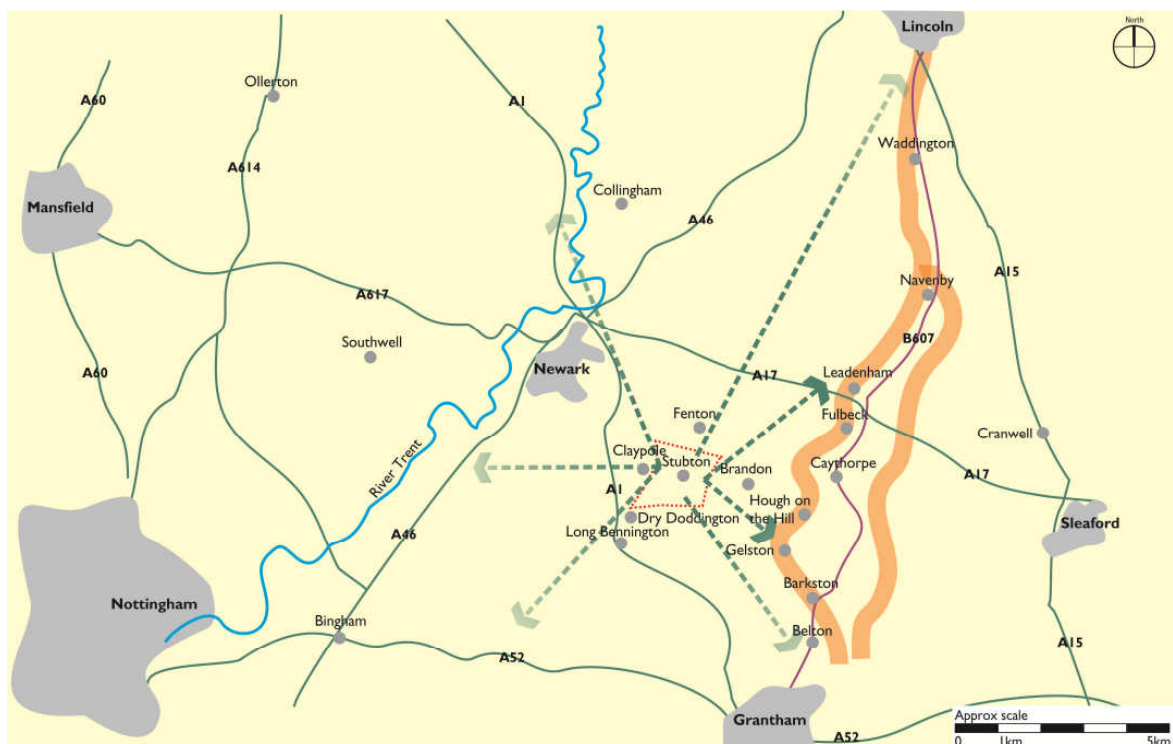 Lincoln
North
Ollerton
A60
A1
A614
Waddington
Mansfield
Collingham
A46
A15
Navenby
A617
B607
Southwell
A60
Newark
Leadenham
A17
Fenton
Fulbeck
Cranwell
Claypole
Stubton
Brandon
Caythorpe
River Trent
A1
A17
Hough on
the Hill
Dry Doddington
Sleaford
A46
Long Bennington
Gelston
Barkston
Nottingham
Bingham
Belton
A52
A15
Grantham
Approx scale
A52
0 1km 5km